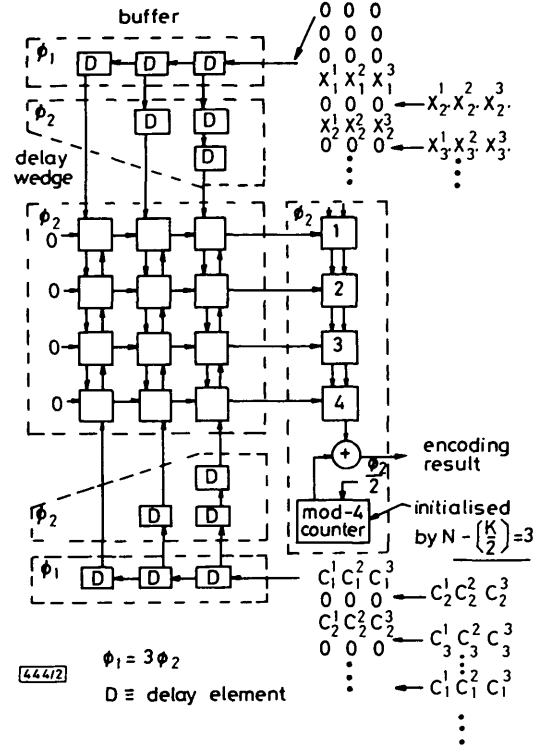 buffer
0 0 0
0 0 0
0 0 0
ϕ1
D D D
X₁¹ X₁² X₁³
0 0 0
X₂¹. X₂². X₂³.
X₂¹ X₂² X₂³
0 0 0
X₃¹. X₃². X₃³.
ϕ2
D D
D
delay
wedge
ϕ2
0
0
0
0
ϕ2
1
2
3
4
+
encoding
result
ϕ2/2
mod-4
counter
initialised
by N − (K/2) = 3
D
D D
ϕ2
ϕ1
D D D
C₁¹ C₁² C₁³
0 0 0
C₂¹ C₂² C₂³
C₂¹ C₂² C₂³
0 0 0
C₃¹ C₃² C₃³
C₁¹ C₁² C₁³
ϕ1 = 3ϕ2
D ≡ delay element
444/2